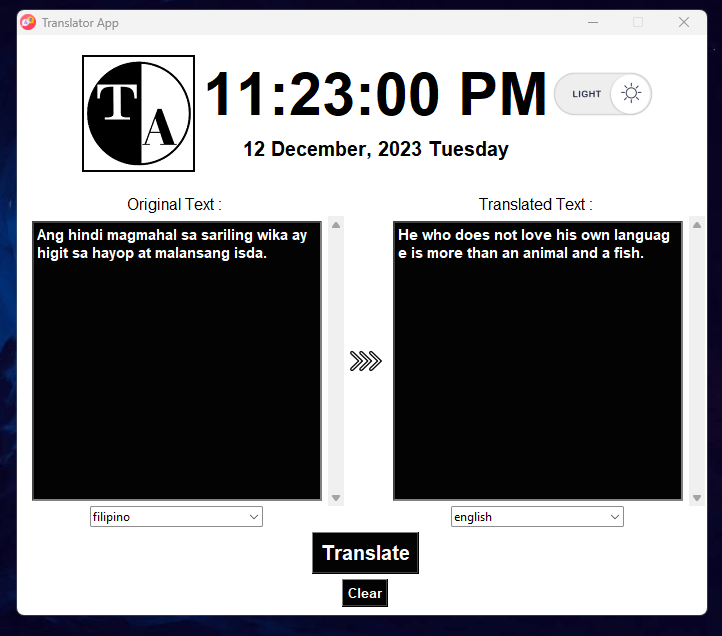 Translator App
TA
11:23:00 PM
LIGHT
12 December, 2023 Tuesday
Original Text :
Translated Text :
Ang hindi magmahal sa sariling wika ay
higit sa hayop at malansang isda.
He who does not love his own languag
e is more than an animal and a fish.
filipino
english
Translate
Clear